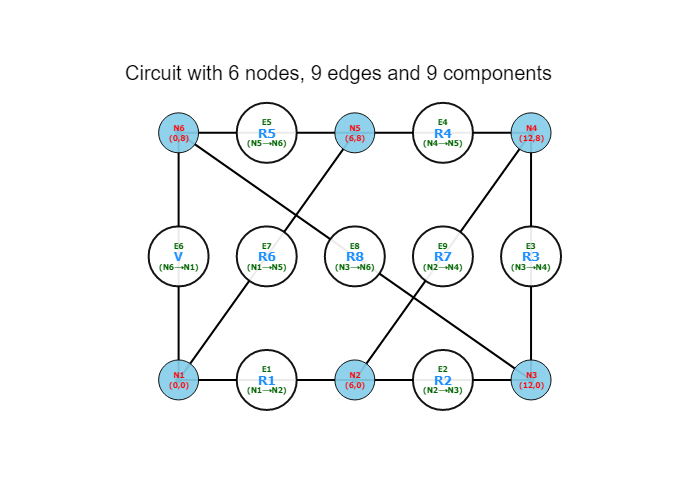 Circuit with 6 nodes, 9 edges and 9 components
N6
(0,8)
E5
R5
(N5→N6)
N5
(6,8)
E4
R4
(N4→N5)
N4
(12,8)
E6
V
(N6→N1)
E7
R6
(N1→N5)
E8
R8
(N3→N6)
E9
R7
(N2→N4)
E3
R3
(N3→N4)
N1
(0,0)
E1
R1
(N1→N2)
N2
(6,0)
E2
R2
(N2→N3)
N3
(12,0)